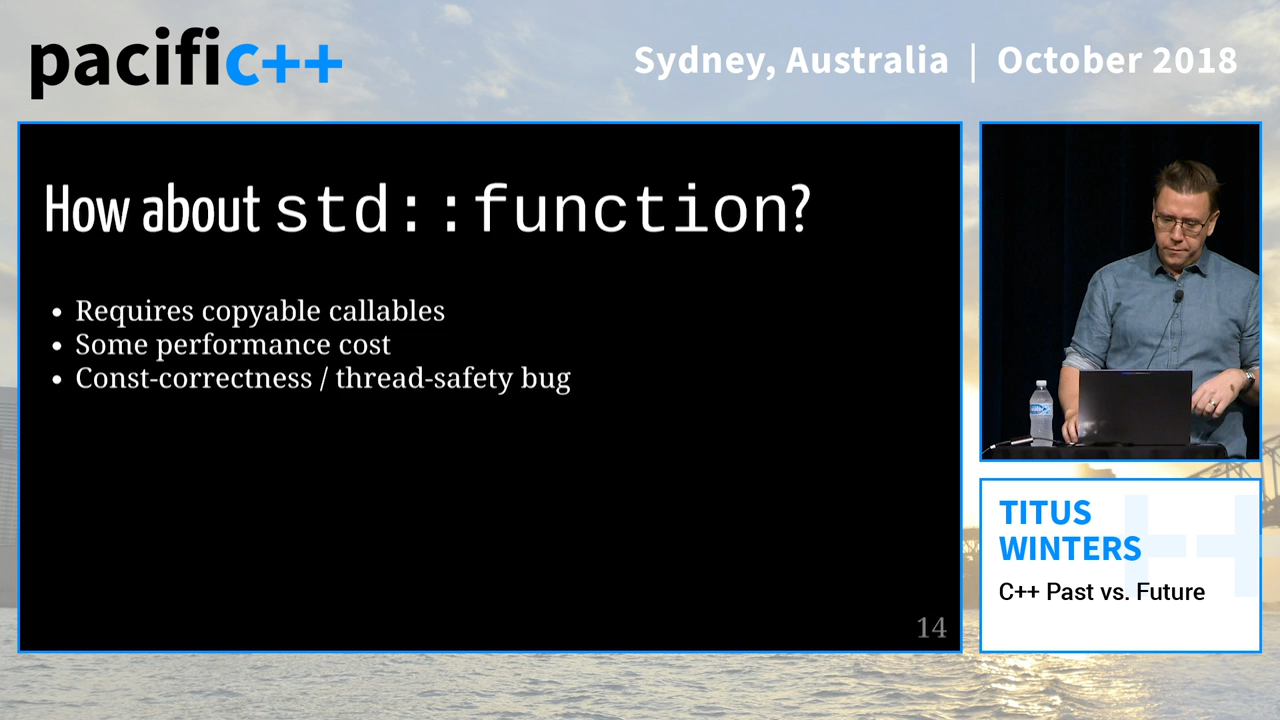 pacific++
Sydney, Australia | October 2018
How about std::function?
• Requires copyable callables
• Some performance cost
• Const-correctness / thread-safety bug
14
TITUS
WINTERS
C++ Past vs. Future